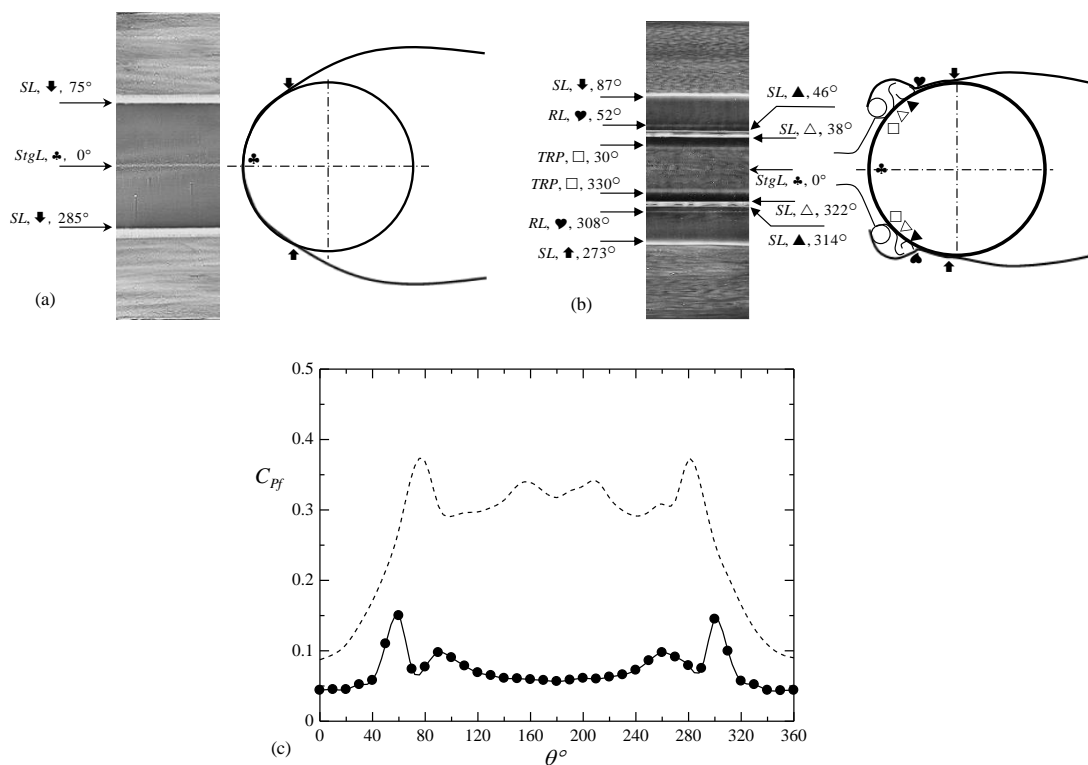 SL, ⬇, 75°
StgL, ♣, 0°
SL, ⬇, 285°
(a)
♣
SL, ⬇, 87○
RL, ♥, 52○
TRP, □, 30○
TRP, □, 330○
RL, ♥, 308○
SL, ⬆, 273○
(b)
SL, ▲, 46○
SL, △, 38○
StgL, ♣, 0○
SL, △, 322○
SL, ▲, 314○
♣
0.5
0.4
C_Pf
0.3
0.2
0.1
0
0 40 80 120 160 200 240 280 320 360
(c)
θ°